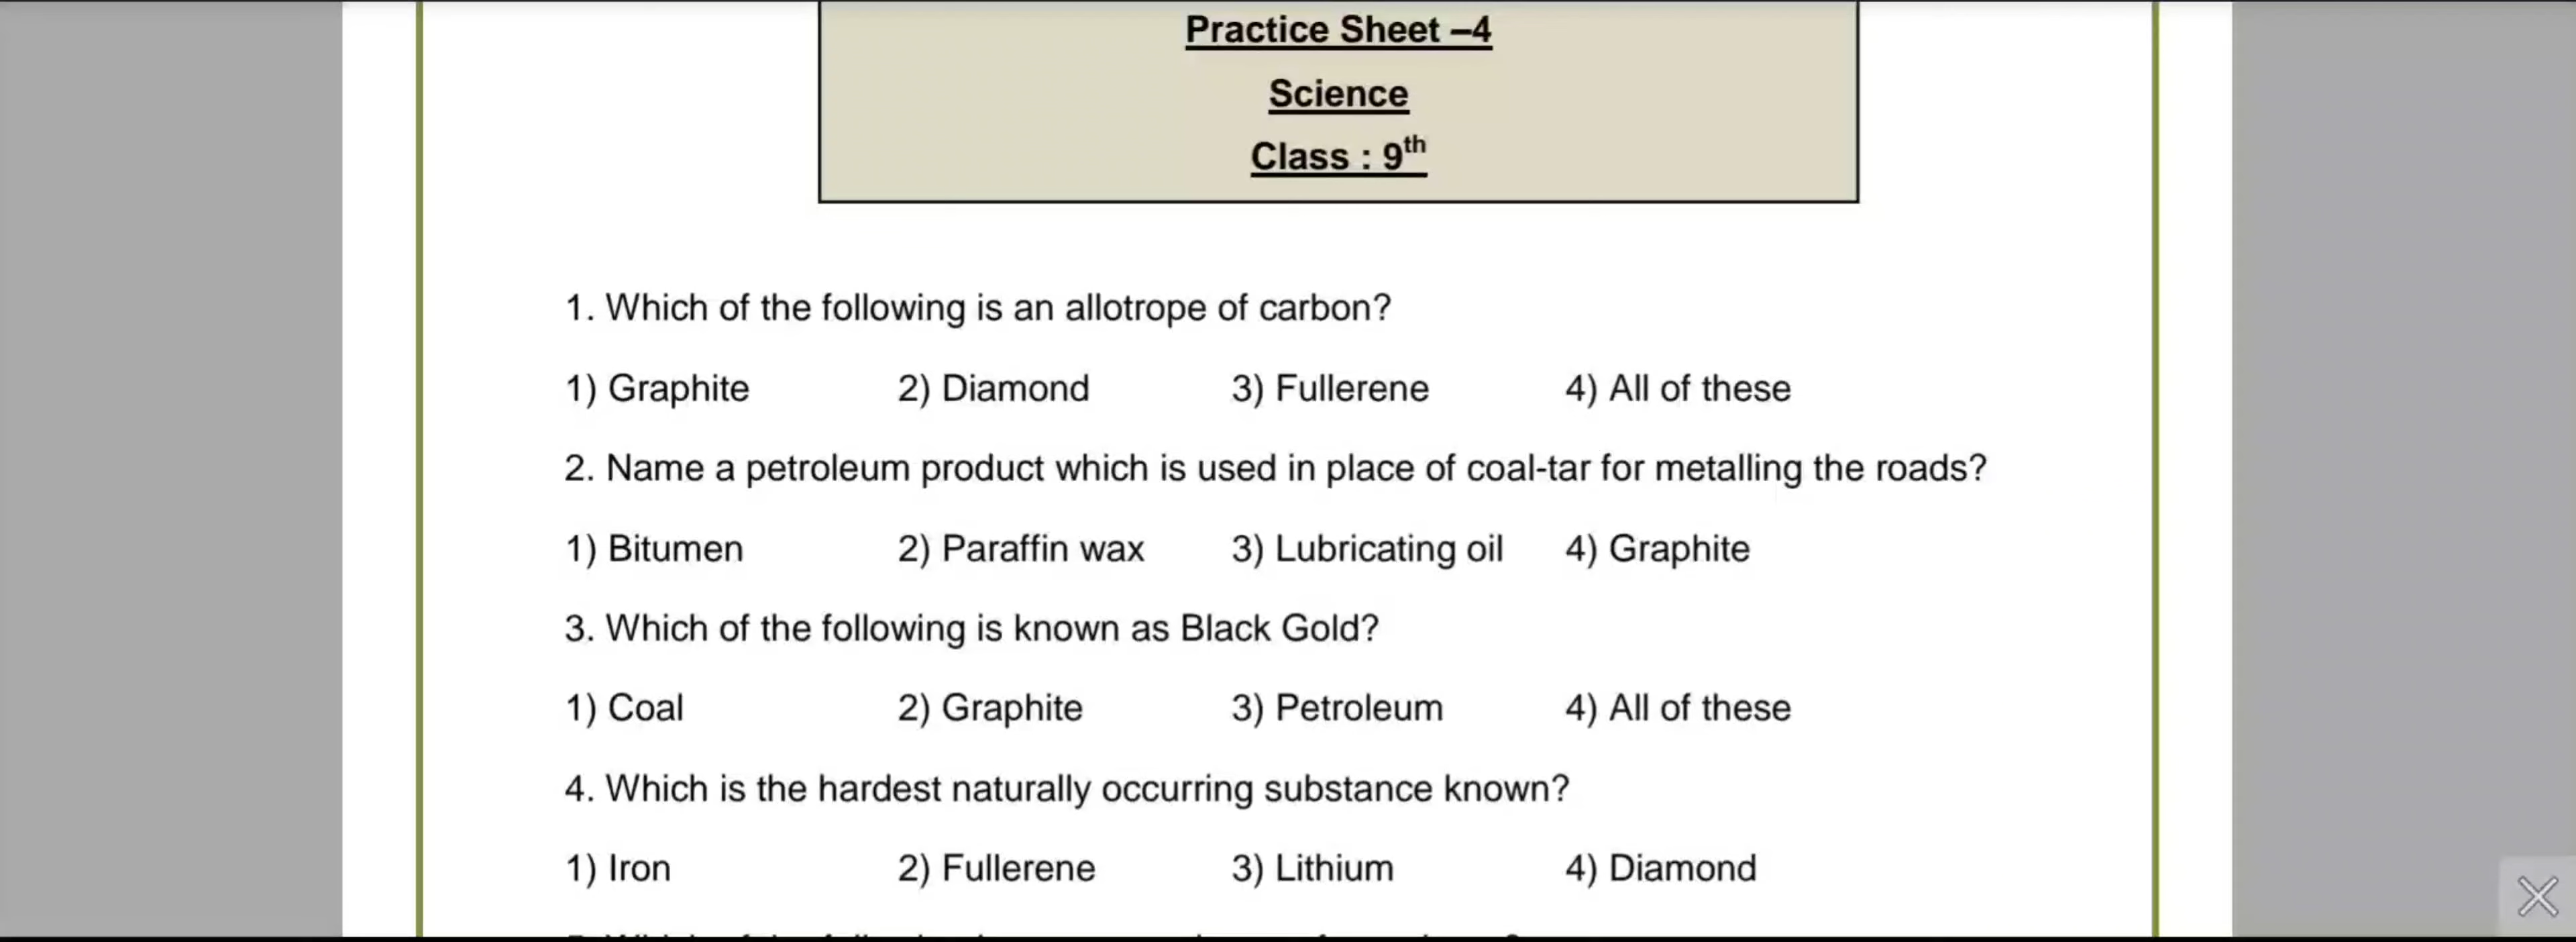 Practice Sheet –4
Science
Class : 9th
1. Which of the following is an allotrope of carbon?
1) Graphite 2) Diamond 3) Fullerene 4) All of these
2. Name a petroleum product which is used in place of coal-tar for metalling the roads?
1) Bitumen 2) Paraffin wax 3) Lubricating oil 4) Graphite
3. Which of the following is known as Black Gold?
1) Coal 2) Graphite 3) Petroleum 4) All of these
4. Which is the hardest naturally occurring substance known?
1) Iron 2) Fullerene 3) Lithium 4) Diamond